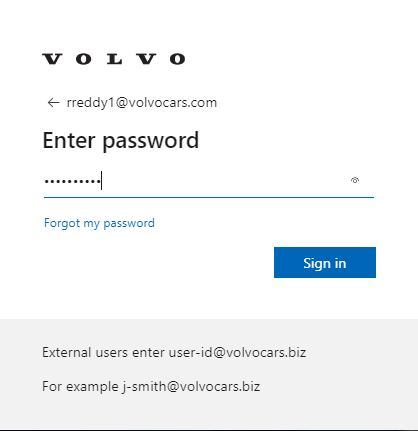 VOLVO
← rreddy1@volvocars.com
Enter password
••••••••••
Forgot my password
Sign in
External users enter user-id@volvocars.biz
For example j-smith@volvocars.biz